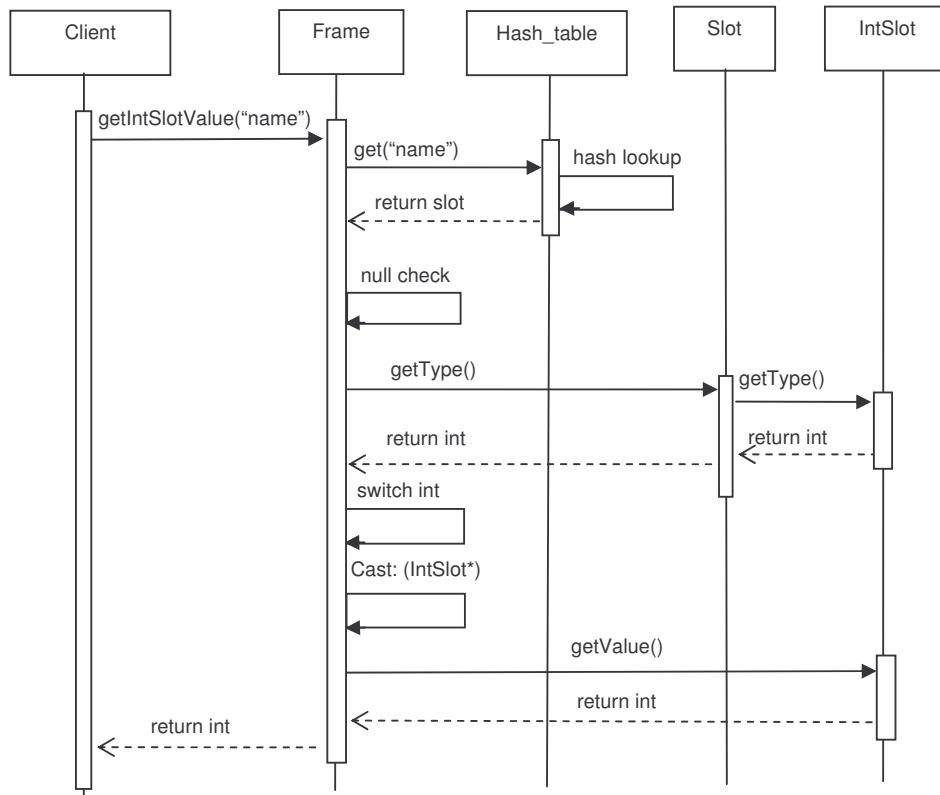 Client
Frame
Hash_table
Slot
IntSlot
getIntSlotValue(“name”)
get(“name”)
hash lookup
return slot
null check
getType()
getType()
return int
return int
switch int
Cast: (IntSlot*)
getValue()
return int
return int